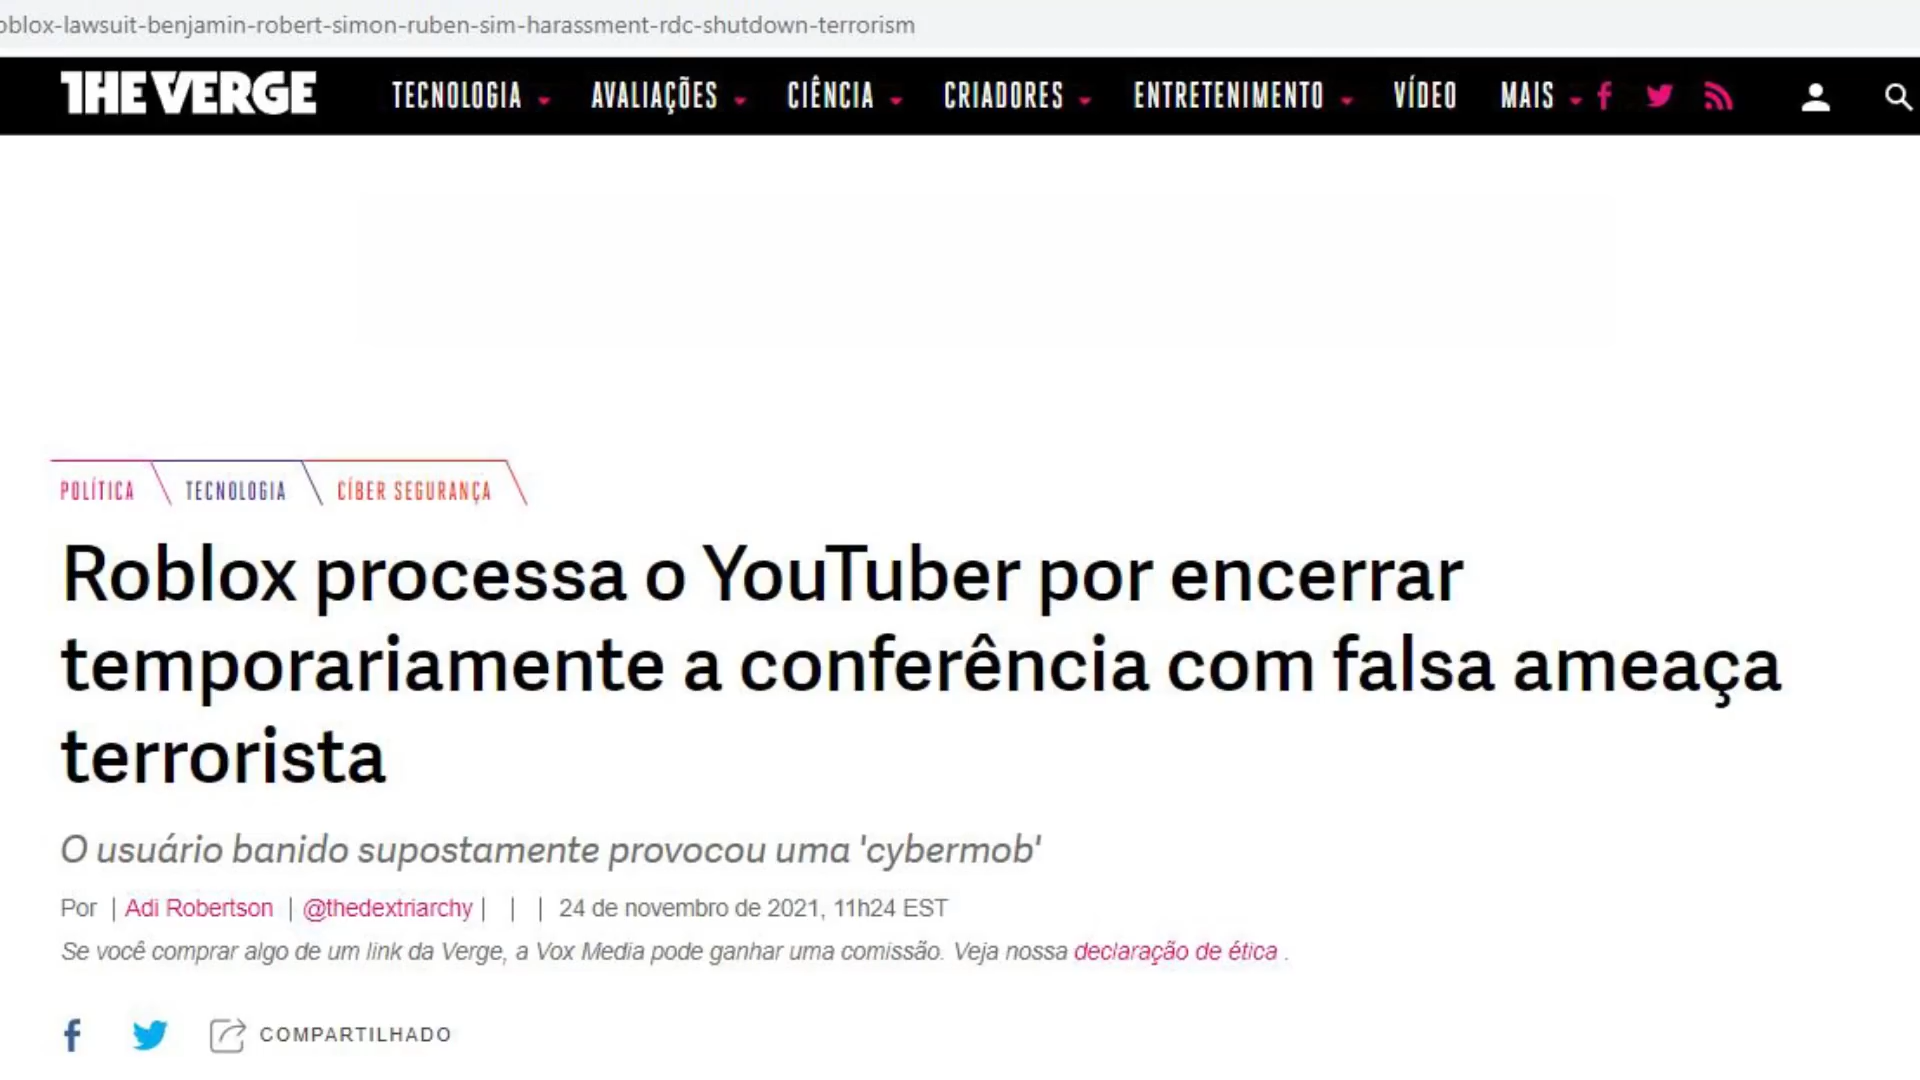 oblox-lawsuit-benjamin-robert-simon-ruben-sim-harassment-rdc-shutdown-terrorism
THE VERGE TECNOLOGIA AVALIAÇÕES CIÊNCIA CRIADORES ENTRETENIMENTO VÍDEO MAIS
POLÍTICA TECNOLOGIA CÍBER SEGURANÇA
Roblox processa o YouTuber por encerrar
temporariamente a conferência com falsa ameaça
terrorista
O usuário banido supostamente provocou uma 'cybermob'
Por | Adi Robertson | @thedextriarchy | | | 24 de novembro de 2021, 11h24 EST
Se você comprar algo de um link da Verge, a Vox Media pode ganhar uma comissão. Veja nossa declaração de ética .
COMPARTILHADO